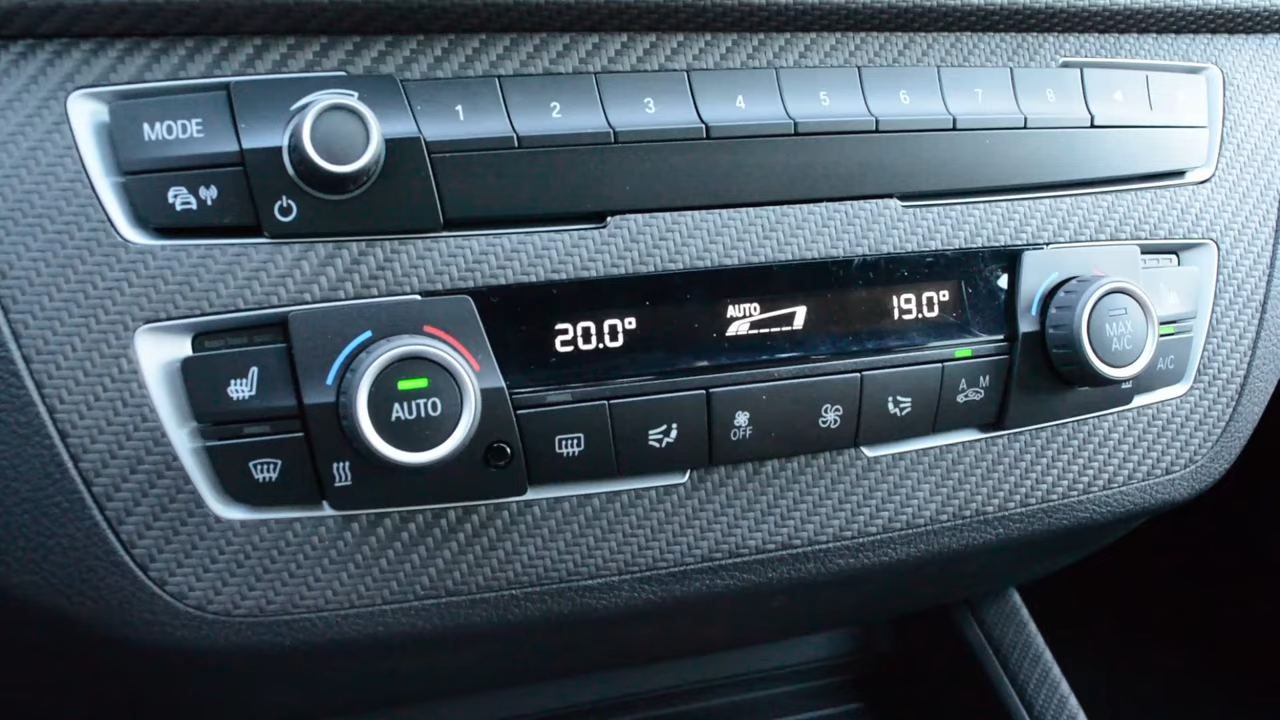 MODE
1 2 3 4 5 6 7 8
20.0° AUTO 19.0°
AUTO
MAX
A/C
A/C
OFF
A M